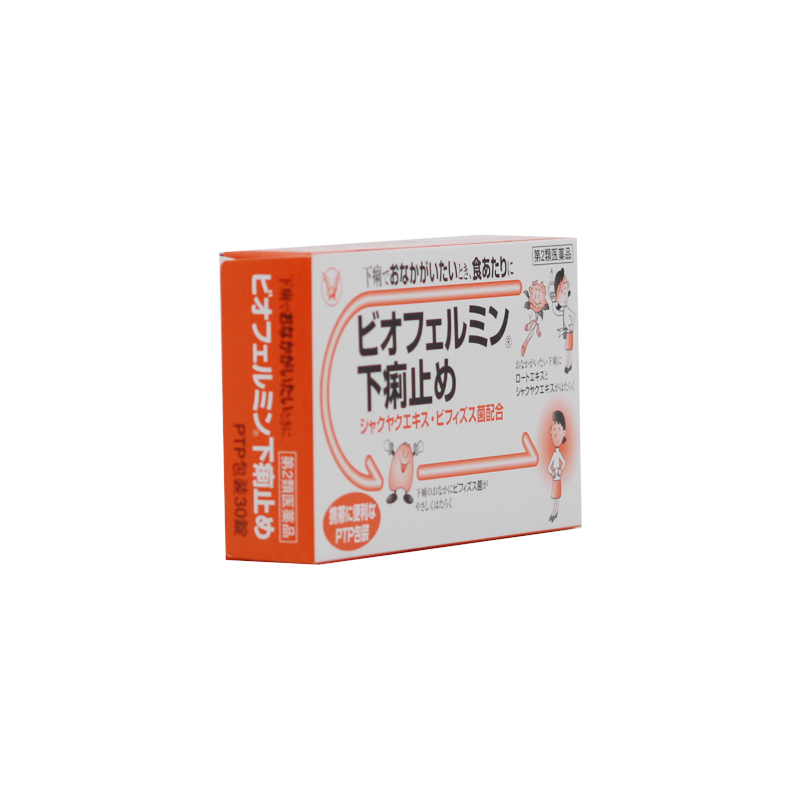 下痢でおなかがいたいとき、食あたりに
第2類医薬品
ビオフェルミン®
下痢止め
シャクヤクエキス・ビフィズス菌配合
おなかがいたい下痢に
ロートエキスと
シャクヤクエキスがはたらく
下痢のおなかにビフィズス菌が
やさしくはたらく
携帯に便利な
PTP包装
下痢でおなかがいたいときに
ビオフェルミン®下痢止め
第2類医薬品
PTP包装30錠